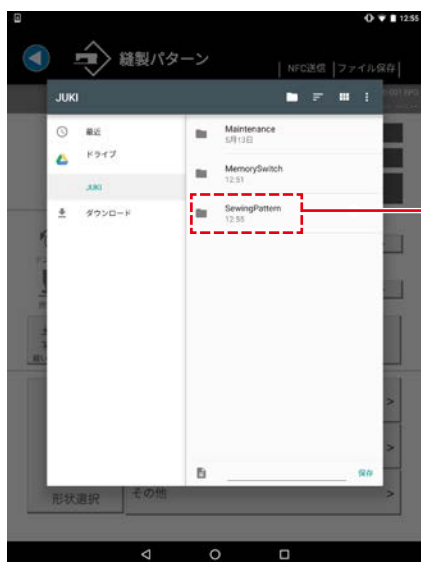 12:55
縫製パターン
NFC送信
ファイル保存
JUKI
最近
ドライブ
JUKI
ダウンロード
Maintenance
5月13日
MemorySwitch
12:51
SewingPattern
12:55
保存
形状選択
その他